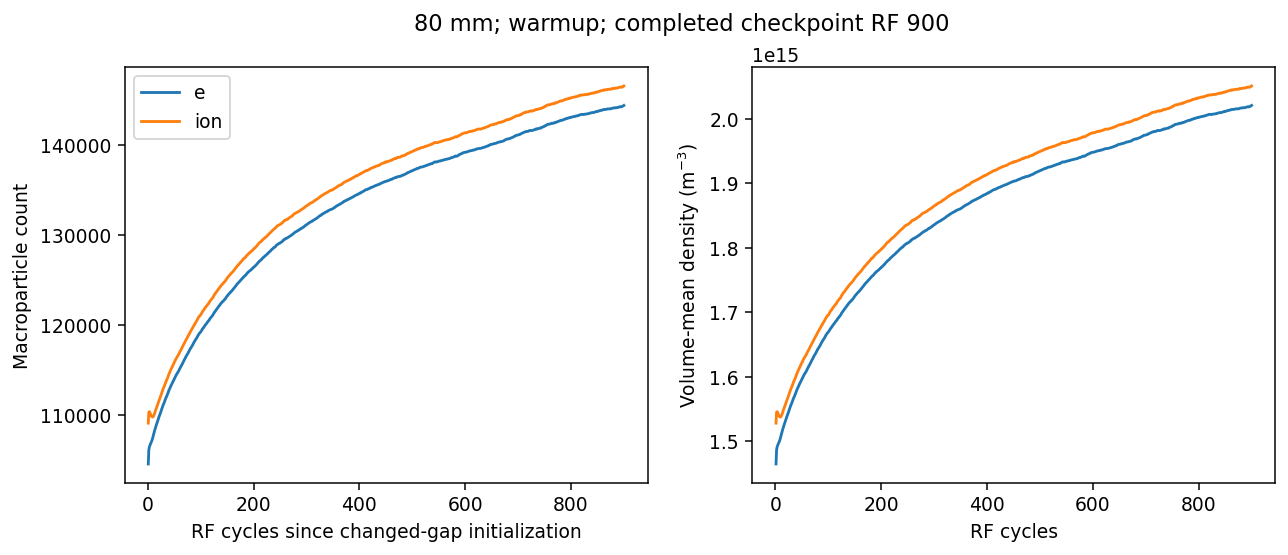 80 mm; warmup; completed checkpoint RF 900
1e15
e
ion
Macroparticle count
140000
130000
120000
110000
0 200 400 600 800
RF cycles since changed-gap initialization
Volume-mean density (m⁻³)
2.0
1.9
1.8
1.7
1.6
1.5
0 200 400 600 800
RF cycles